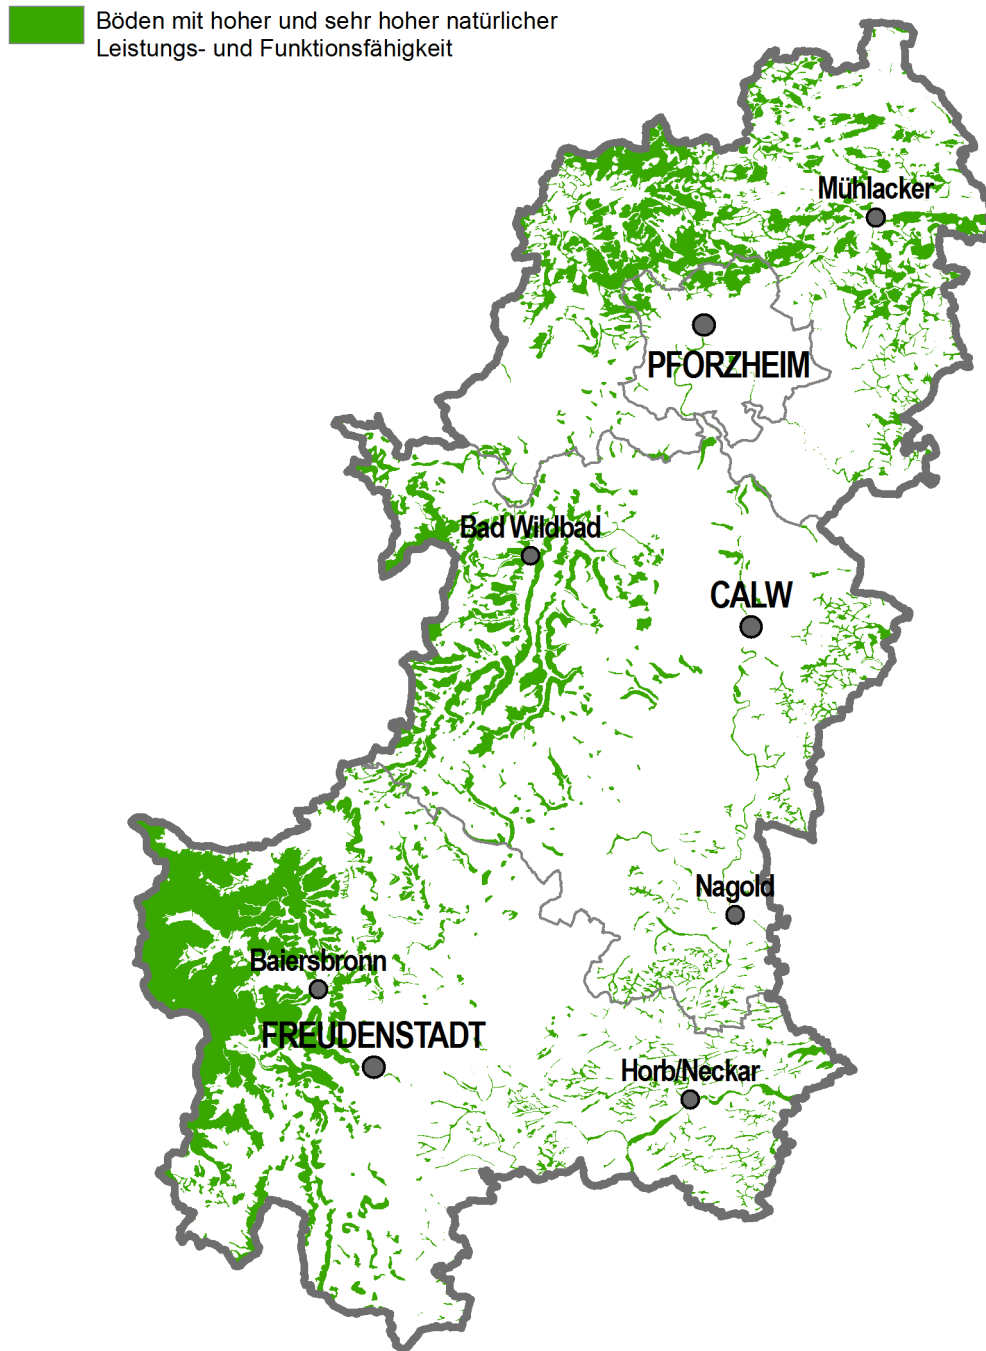 Böden mit hoher und sehr hoher natürlicher
Leistungs- und Funktionsfähigkeit
Mühlacker
PFORZHEIM
Bad Wildbad
CALW
Nagold
Baiersbronn
FREUDENSTADT
Horb/Neckar